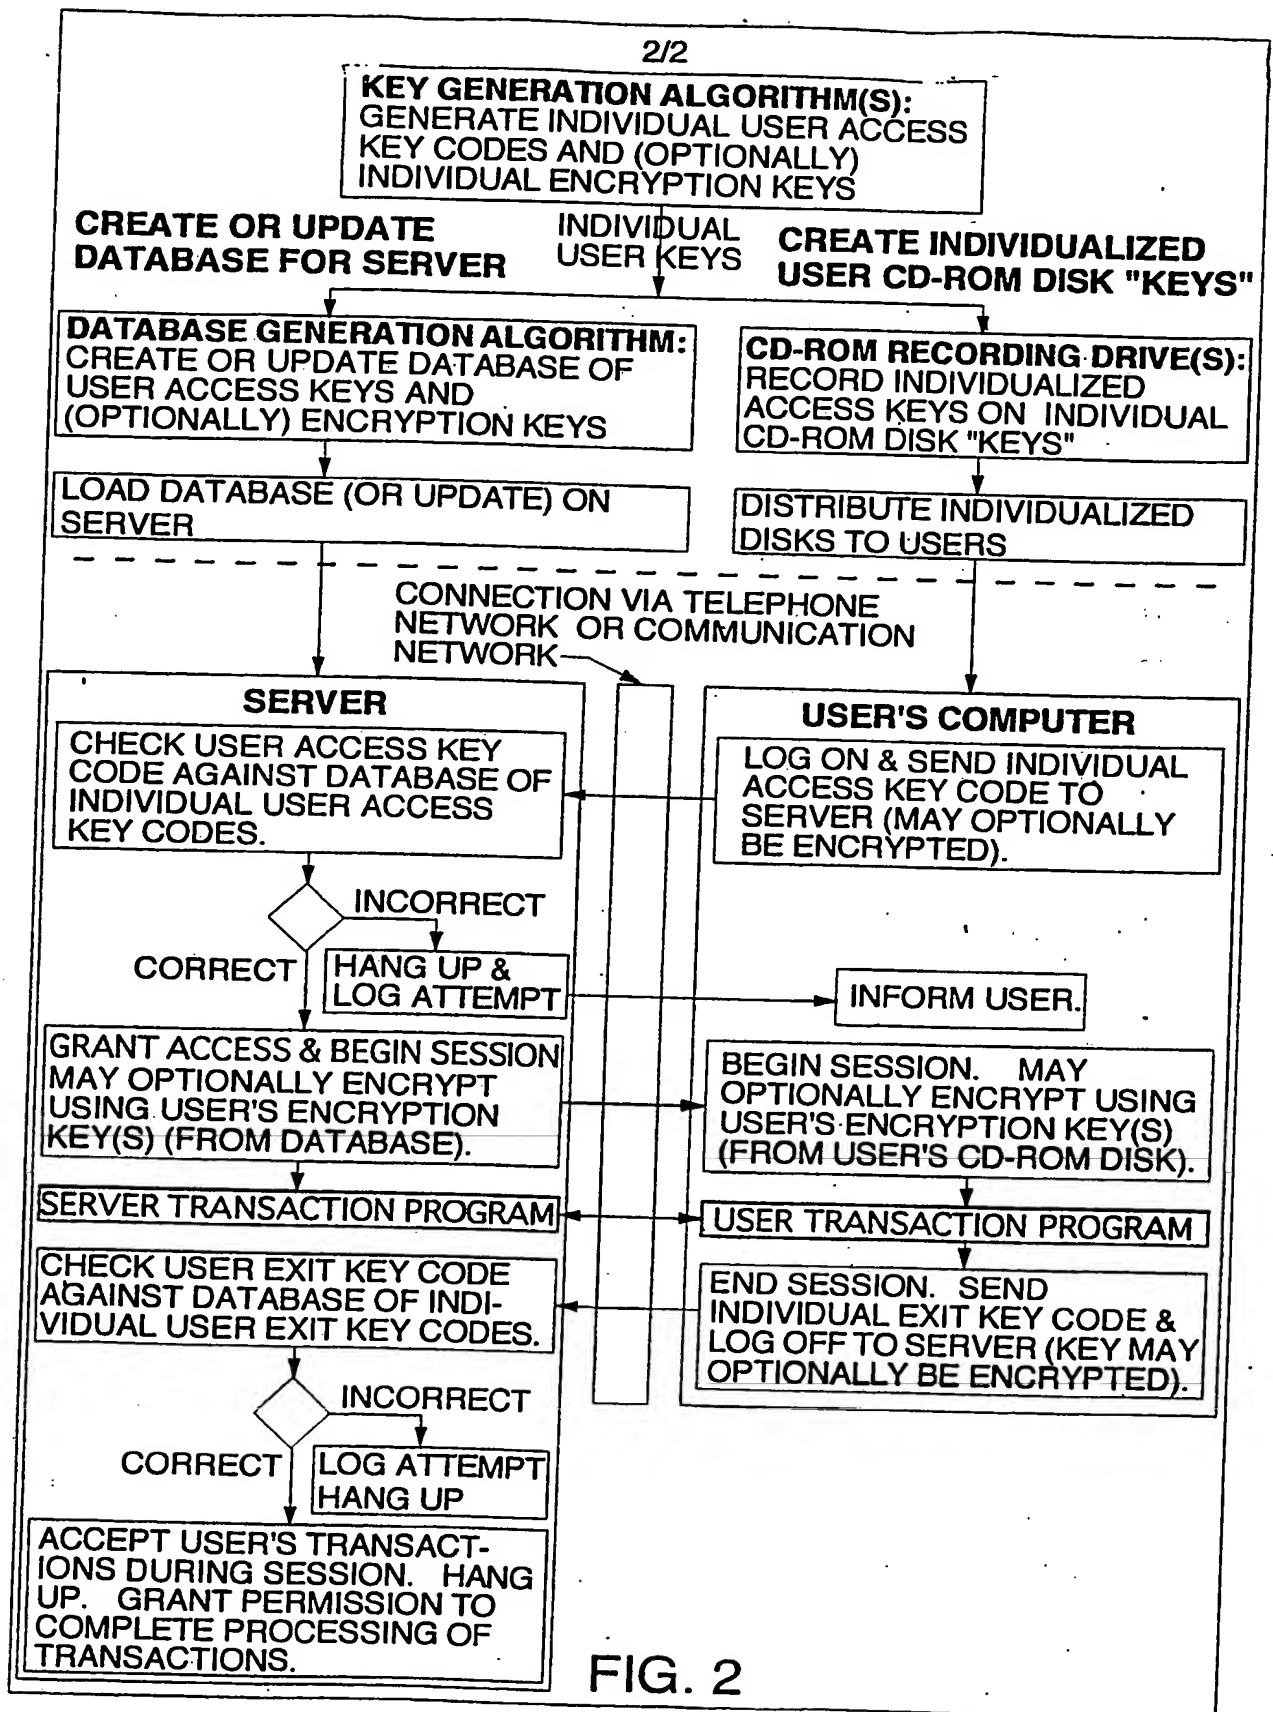 2/2
KEY GENERATION ALGORITHM(S):
GENERATE INDIVIDUAL USER ACCESS
KEY CODES AND (OPTIONALLY)
INDIVIDUAL ENCRYPTION KEYS
CREATE OR UPDATE
DATABASE FOR SERVER
INDIVIDUAL
USER KEYS
CREATE INDIVIDUALIZED
USER CD-ROM DISK "KEYS"
DATABASE GENERATION ALGORITHM:
CREATE OR UPDATE DATABASE OF
USER ACCESS KEYS AND
(OPTIONALLY) ENCRYPTION KEYS
CD-ROM RECORDING DRIVE(S):
RECORD INDIVIDUALIZED
ACCESS KEYS ON INDIVIDUAL
CD-ROM DISK "KEYS"
LOAD DATABASE (OR UPDATE) ON
SERVER
DISTRIBUTE INDIVIDUALIZED
DISKS TO USERS
CONNECTION VIA TELEPHONE
NETWORK OR COMMUNICATION
NETWORK
SERVER
CHECK USER ACCESS KEY
CODE AGAINST DATABASE OF
INDIVIDUAL USER ACCESS
KEY CODES.
USER'S COMPUTER
LOG ON & SEND INDIVIDUAL
ACCESS KEY CODE TO
SERVER (MAY OPTIONALLY
BE ENCRYPTED).
INCORRECT
CORRECT
HANG UP &
LOG ATTEMPT
INFORM USER.
GRANT ACCESS & BEGIN SESSION
MAY OPTIONALLY ENCRYPT
USING USER'S ENCRYPTION
KEY(S) (FROM DATABASE).
BEGIN SESSION. MAY
OPTIONALLY ENCRYPT USING
USER'S ENCRYPTION KEY(S)
(FROM USER'S CD-ROM DISK).
SERVER TRANSACTION PROGRAM
USER TRANSACTION PROGRAM
CHECK USER EXIT KEY CODE
AGAINST DATABASE OF INDI-
VIDUAL USER EXIT KEY CODES.
END SESSION. SEND
INDIVIDUAL EXIT KEY CODE &
LOG OFF TO SERVER (KEY MAY
OPTIONALLY BE ENCRYPTED).
INCORRECT
CORRECT
LOG ATTEMPT
HANG UP
ACCEPT USER'S TRANSACT-
IONS DURING SESSION. HANG
UP. GRANT PERMISSION TO
COMPLETE PROCESSING OF
TRANSACTIONS.
FIG. 2